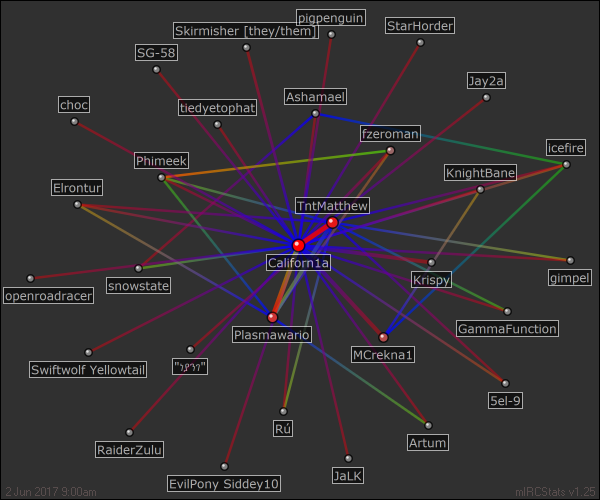 pigpenguin
Skirmisher [they/them]
StarHorder
SG-58
Jay2a
Ashamael
choc
tiedyetophat
fzeroman
icefire
Phimeek
KnightBane
Elrontur
TntMatthew
Californ1a
Krispy
gimpel
snowstate
openroadracer
GammaFunction
Plasmawario
MCrekna1
Swiftwolf Yellowtail
5el-9
Rú
Artum
RaiderZulu
JaLK
EvilPony Siddey10
2 Jun 2017 9:00am
mIRCStats v1.25